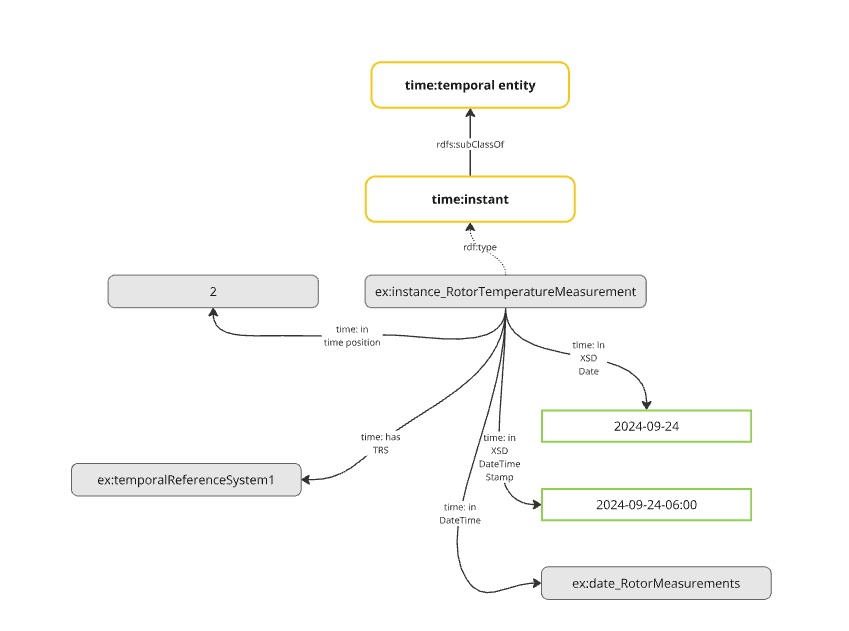 time:temporal entity
rdfs:subClassOf
time:instant
rdf:type
2
ex:instance_RotorTemperatureMeasurement
time: in
time position
time: in
XSD
Date
2024-09-24
time: has
TRS
time: in
XSD
DateTime
Stamp
ex:temporalReferenceSystem1
2024-09-24-06:00
time: in
DateTime
ex:date_RotorMeasurements